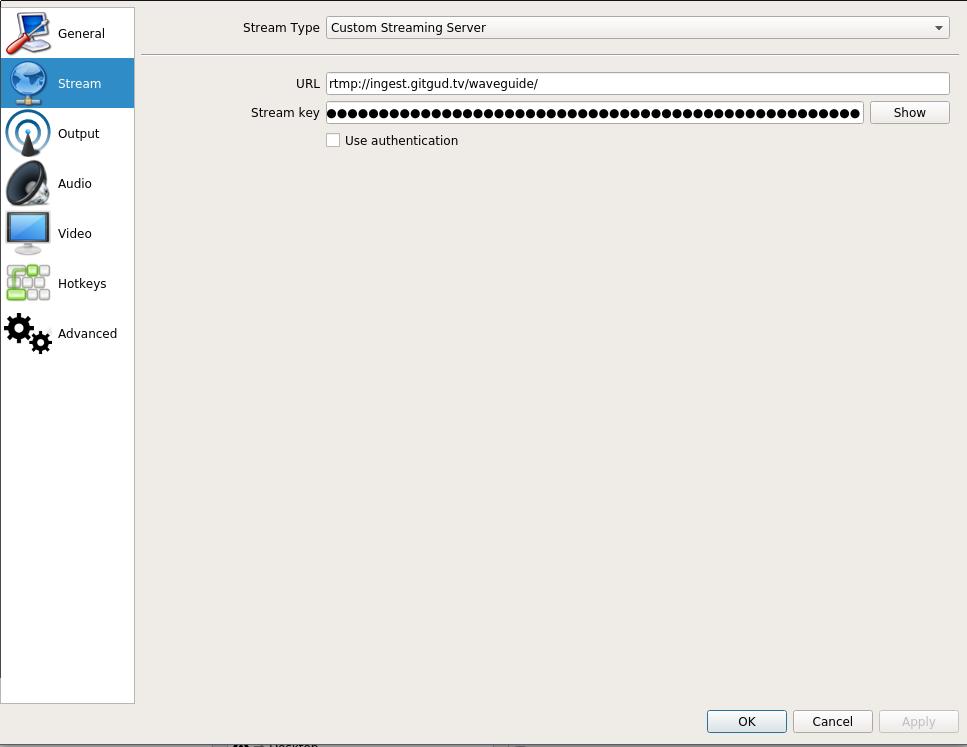 General
Stream
Output
Audio
Video
Hotkeys
Advanced
Stream Type Custom Streaming Server
URL rtmp://ingest.gitgud.tv/waveguide/
Stream key ●●●●●●●●●●●●●●●●●●●●●●●●●●●●●●●●●●●●●●●●●●●●●●●●●●● Show
Use authentication
OK Cancel Apply